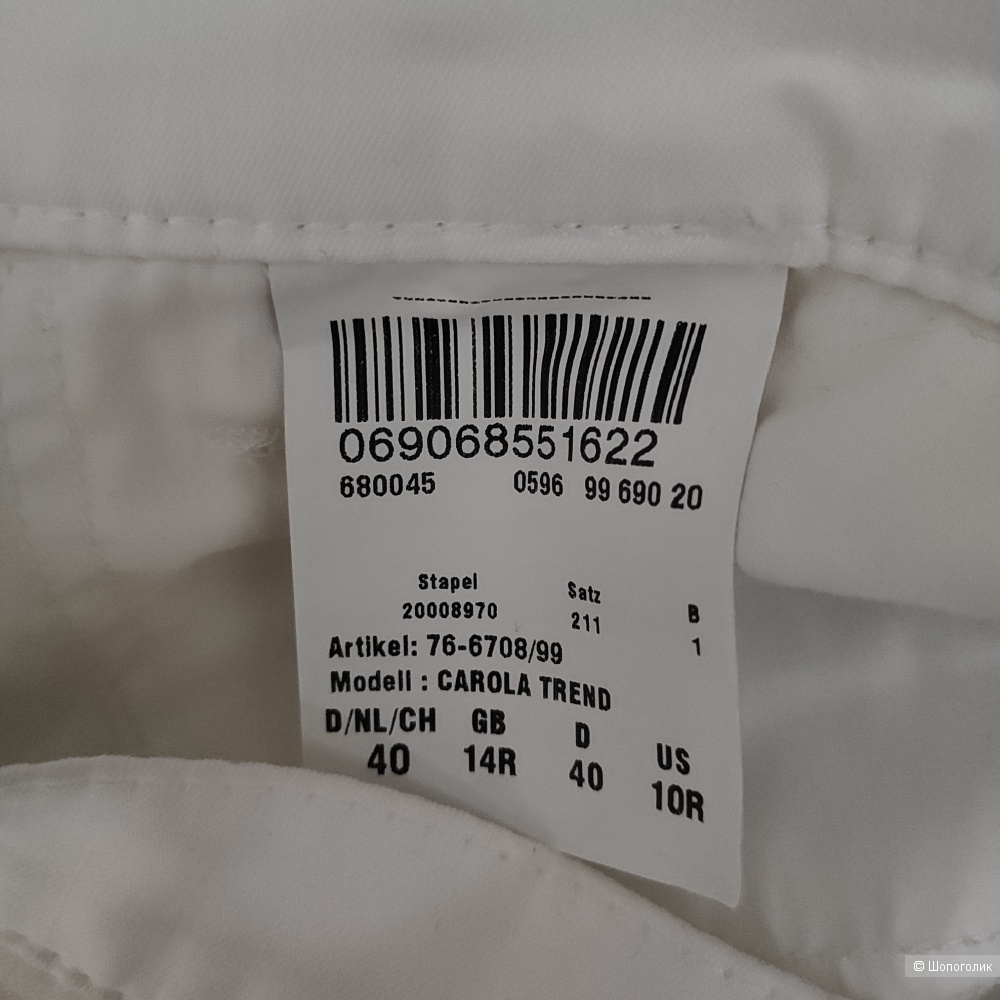 069068551622
680045 0596 99 690 20
Stapel Satz B
20008970 211 1
Artikel: 76-6708/99
Modell : CAROLA TREND
D/NL/CH GB D US
40 14R 40 10R
© Шопоголик